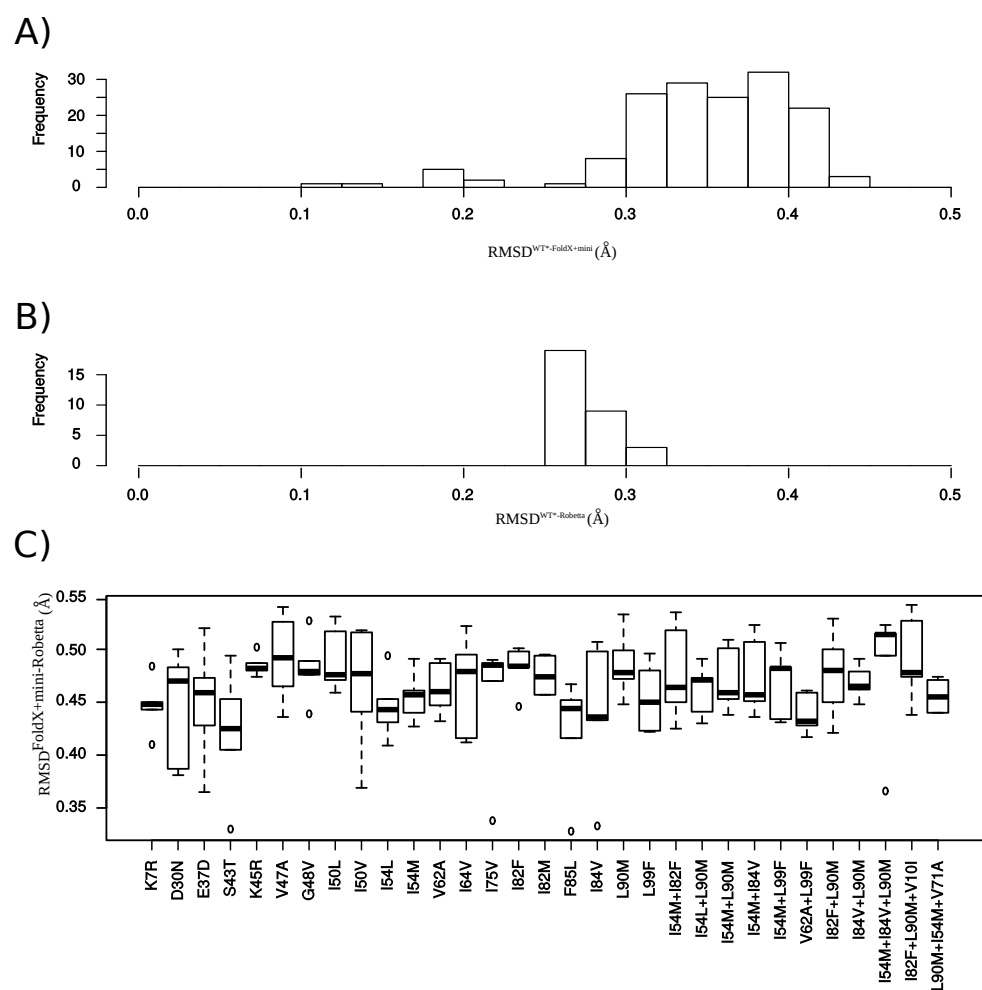 A)
Frequency
30
20
10
0
0.0 0.1 0.2 0.3 0.4 0.5
RMSD^WT*-FoldX+mini (Å)
B)
Frequency
15
10
5
0
0.0 0.1 0.2 0.3 0.4 0.5
RMSD^WT*-Robetta (Å)
C)
RMSD^FoldX+mini-Robetta (Å)
0.55
0.50
0.45
0.40
0.35
K7R
D30N
E37D
S43T
K45R
V47A
G48V
I50L
I50V
I54L
I54M
V62A
I64V
I75V
I82F
I82M
F85L
I84V
L90M
L99F
I54M+I82F
I54L+L90M
I54M+L90M
I54M+I84V
I54M+L99F
V62A+L99F
I82F+L90M
I84V+L90M
I54M+I84V+L90M
I82F+L90M+V10I
L90M+I54M+V71A